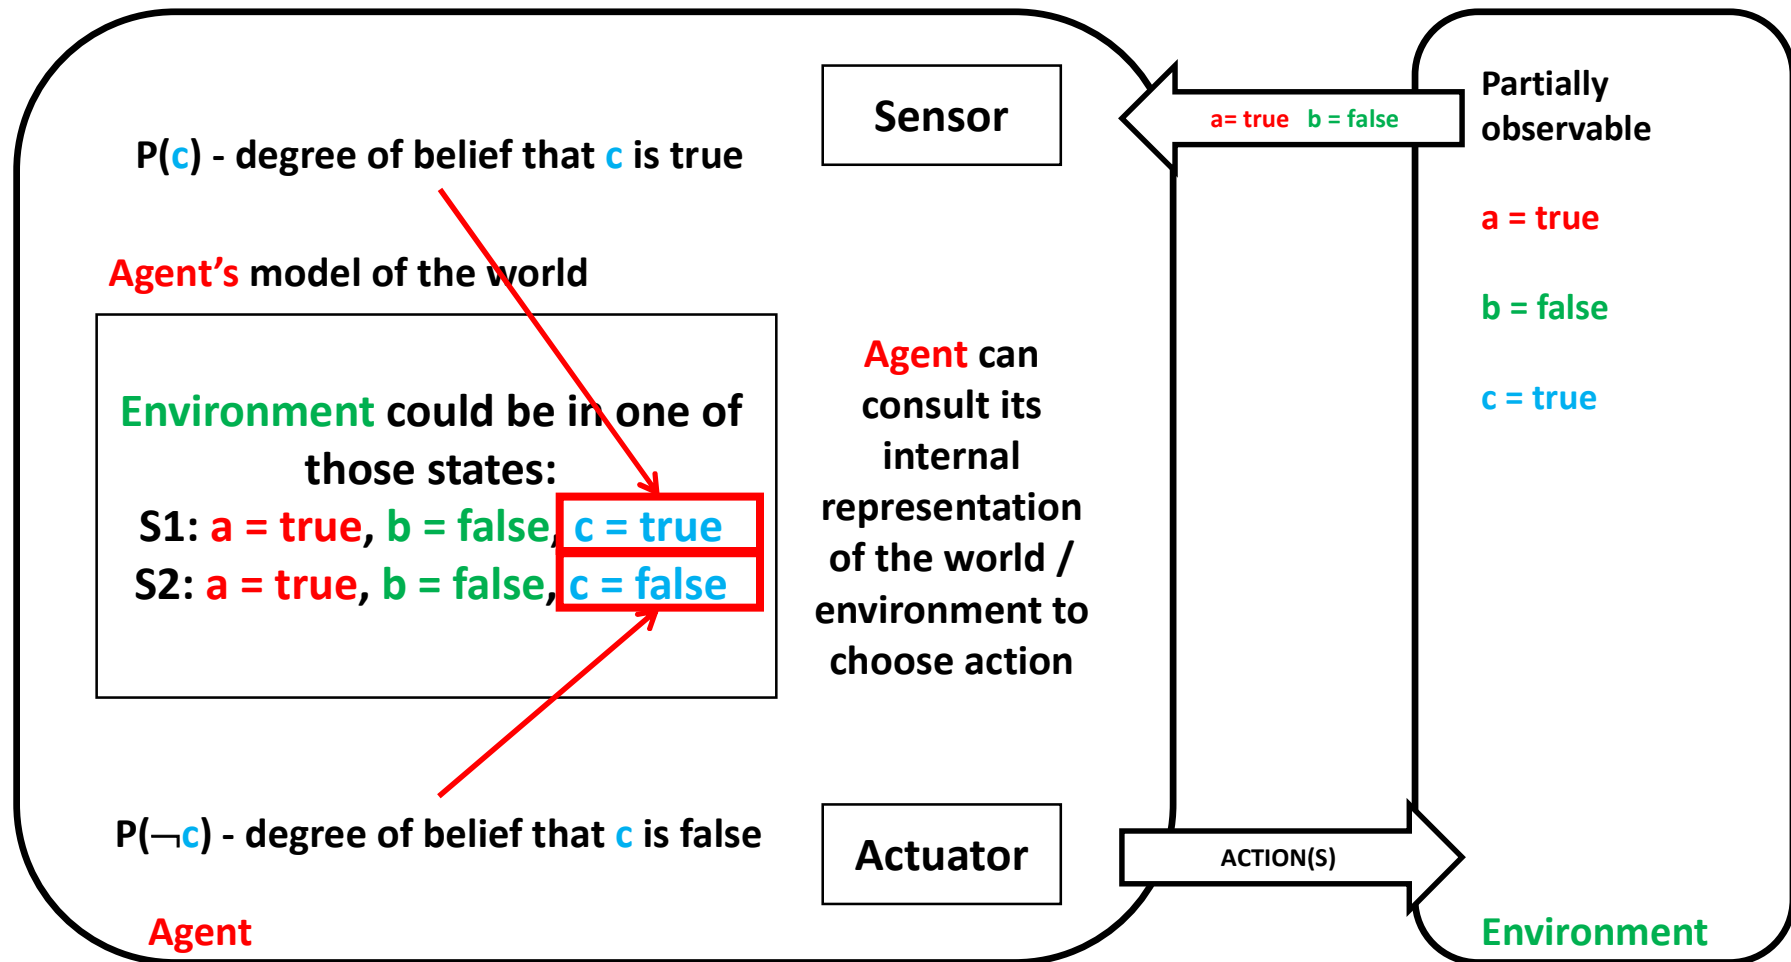 Sensor
a= true b = false
Partially
observable
P(c) - degree of belief that c is true
a = true
Agent’s model of the world
b = false
Environment could be in one of
those states:
S1: a = true, b = false, c = true
S2: a = true, b = false, c = false
Agent can
consult its
internal
representation
of the world /
environment to
choose action
c = true
P(¬c) - degree of belief that c is false
Actuator
ACTION(S)
Agent
Environment